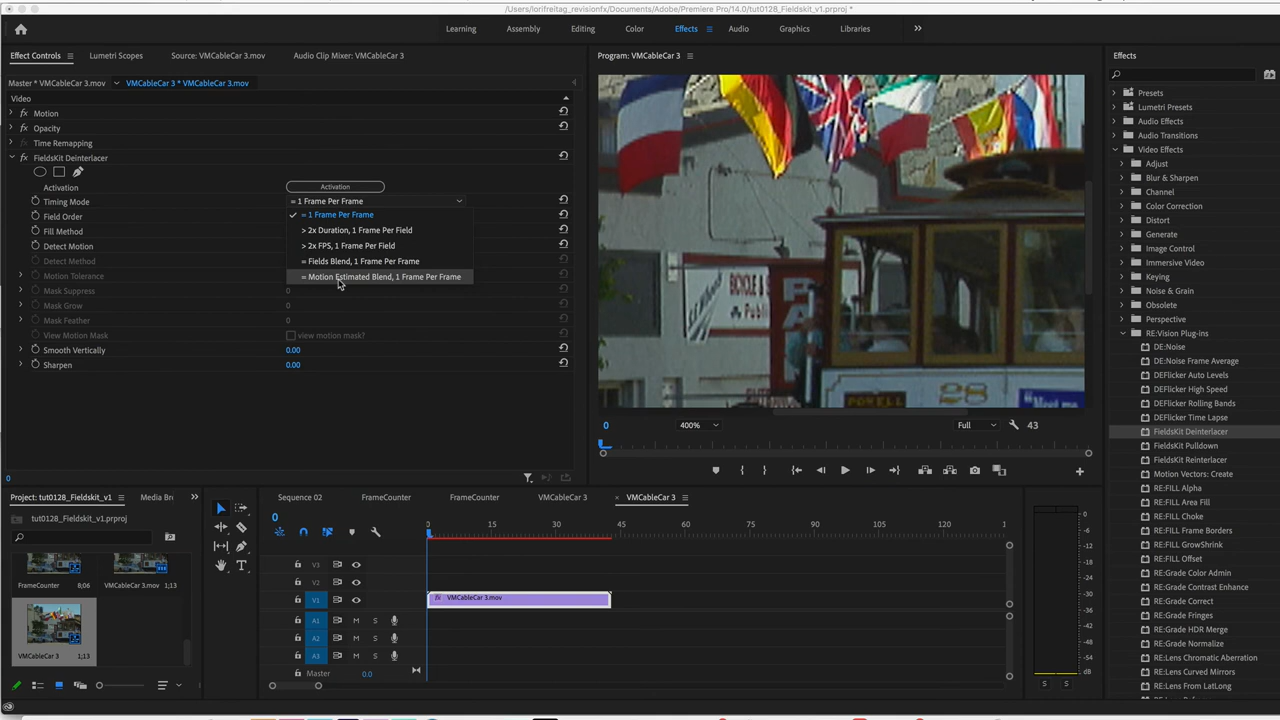 /Users/lorifreitag_revisionfx/Documents/Adobe/Premiere Pro/14.0/tut0128_Fieldskit_v1.prproj *
Learning Assembly Editing Color Effects Audio Graphics Libraries
Effect Controls Lumetri Scopes Source: VMCableCar 3.mov Audio Clip Mixer: VMCableCar 3
Master * VMCableCar 3.mov VMCableCar 3 * VMCableCar 3.mov
Video
fx Motion
fx Opacity
fx Time Remapping
fx FieldsKit Deinterlacer
Activation Activation
Timing Mode = 1 Frame Per Frame
Field Order = 1 Frame Per Frame
Fill Method > 2x Duration, 1 Frame Per Field
Detect Motion > 2x FPS, 1 Frame Per Field
Detect Method = Fields Blend, 1 Frame Per Frame
Motion Tolerance = Motion Estimated Blend, 1 Frame Per Frame
Mask Suppress 0
Mask Grow 0
Mask Feather 0
View Motion Mask view motion mask?
Smooth Vertically 0.00
Sharpen 0.00
0
Program: VMCableCar 3
BICYCLE &
28
POWELL
Meet me
0 400% Full 43
Effects
Presets
Lumetri Presets
Audio Effects
Audio Transitions
Video Effects
Adjust
Blur & Sharpen
Channel
Color Correction
Distort
Generate
Image Control
Immersive Video
Keying
Noise & Grain
Obsolete
Perspective
RE:Vision Plug-ins
DE:Noise
DE:Noise Frame Average
DEFlicker Auto Levels
DEFlicker High Speed
DEFlicker Rolling Bands
DEFlicker Time Lapse
FieldsKit Deinterlacer
FieldsKit Pulldown
FieldsKit Reinterlacer
Motion Vectors: Create
RE:FILL Alpha
RE:FILL Area Fill
RE:FILL Choke
RE:FILL Frame Borders
RE:FILL GrowShrink
RE:FILL Offset
RE:Grade Color Admin
RE:Grade Contrast Enhance
RE:Grade Correct
RE:Grade Fringes
RE:Grade HDR Merge
RE:Grade Normalize
RE:Lens Chromatic Aberration
RE:Lens Curved Mirrors
RE:Lens From LatLong
Project: tut0128_Fieldskit_v1 Media Br
tut0128_Fieldskit_v1.prproj
FrameCounter 8;06 VMCableCar 3.mov 1;13
VMCableCar 3 1;13
Sequence 02 FrameCounter FrameCounter VMCableCar 3 × VMCableCar 3
0
0 15 30 45 60 75 90 105 120 1
V3
V2
V1 fx VMCableCar 3.mov
A1 M S
A2 M S
A3 M S
Master 0.0
0
-6
-12
-18
-24
-30
-36
-42
-48
-54
dB
S S